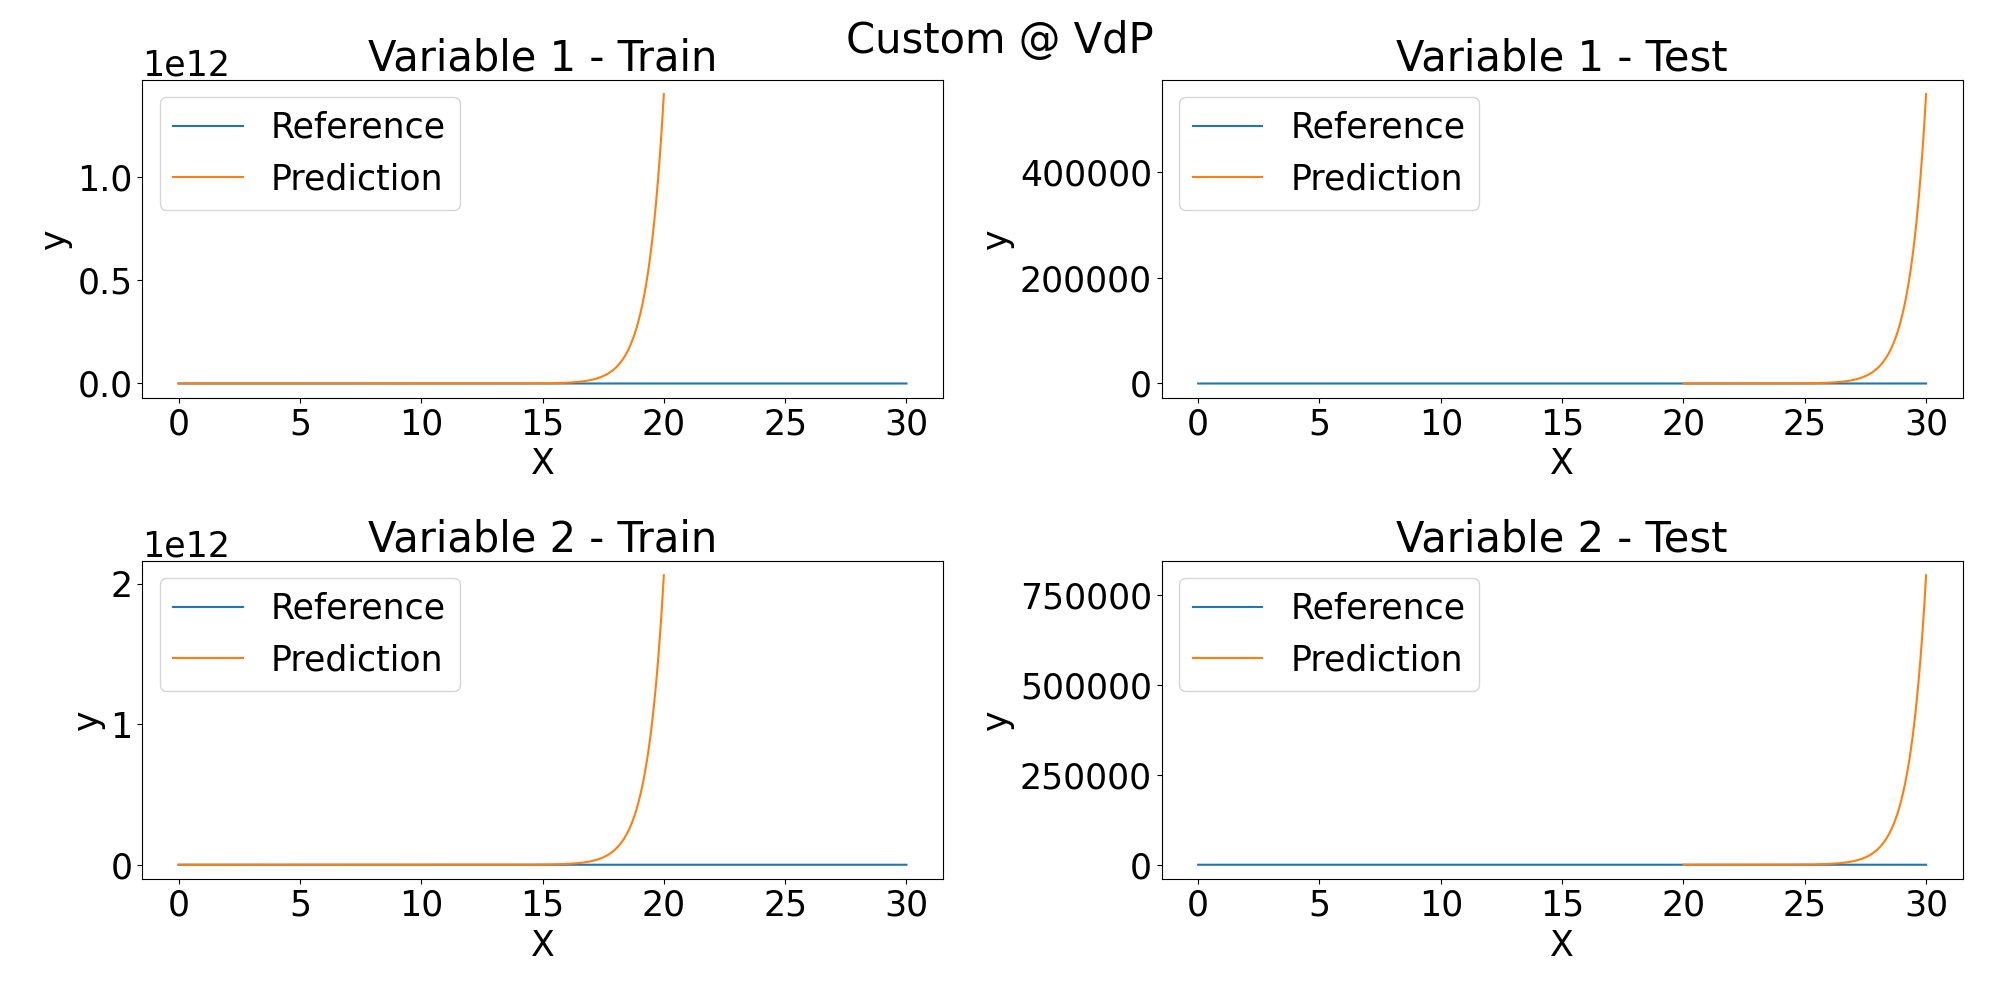 Custom @ VdP
Variable 1 - Train
1e12
Reference
Prediction
y
1.0
0.5
0.0
0 5 10 15 20 25 30
X
Variable 1 - Test
Reference
Prediction
y
400000
200000
0
0 5 10 15 20 25 30
X
Variable 2 - Train
1e12
Reference
Prediction
y
2
1
0
0 5 10 15 20 25 30
X
Variable 2 - Test
Reference
Prediction
y
750000
500000
250000
0
0 5 10 15 20 25 30
X